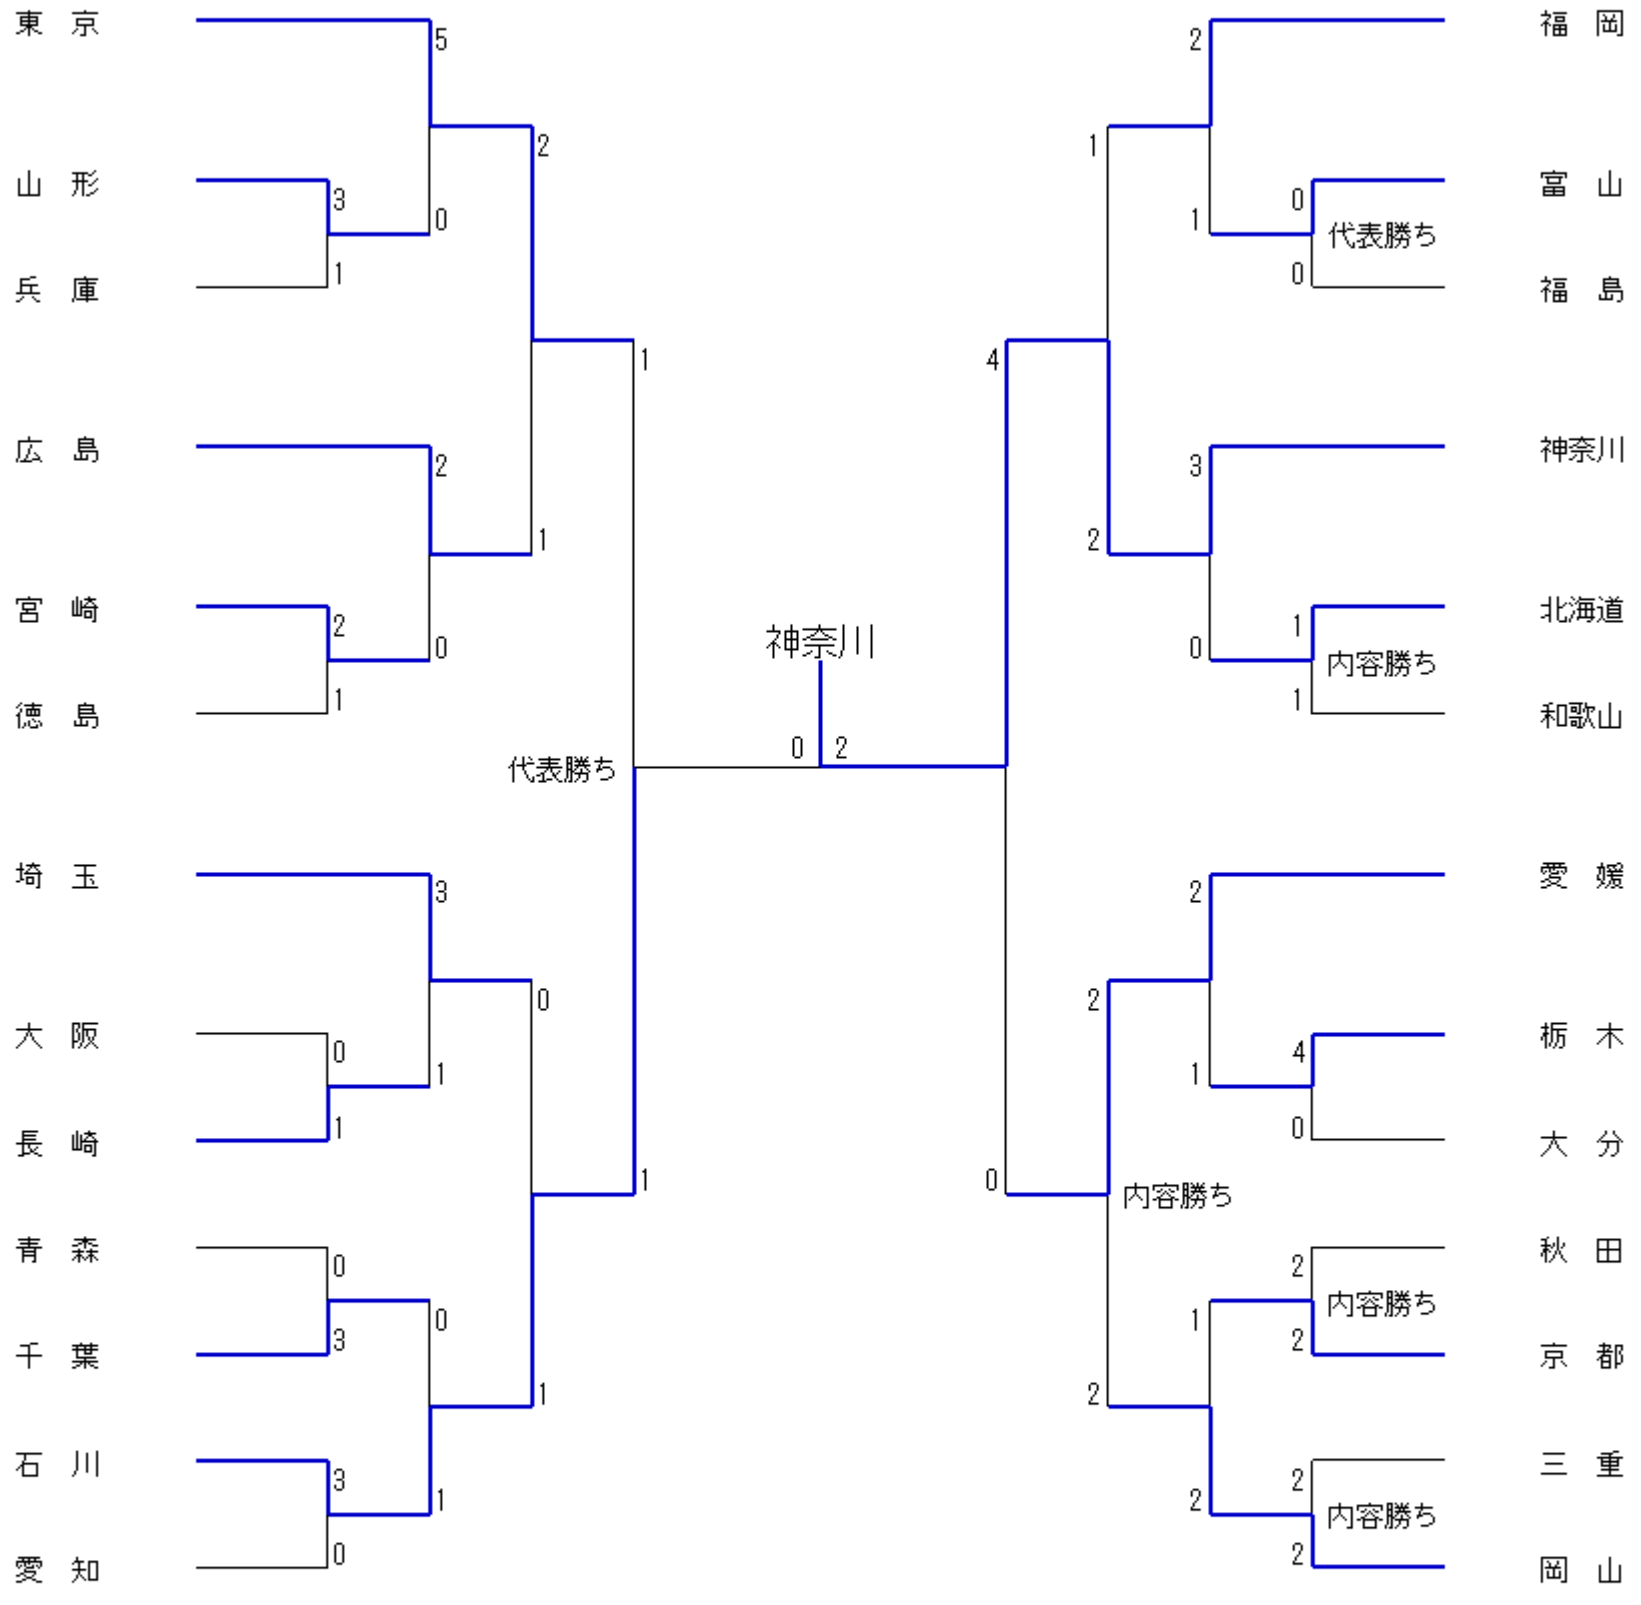 東　京
5
2
山　形
3
0
1
兵　庫
1
広　島
2
1
宮　崎
2
0
1
徳　島
代表勝ち
埼　玉
3
0
大　阪
0
1
1
長　崎
1
青　森
0
0
3
千　葉
1
石　川
3
1
0
愛　知
神奈川
0 2
福　岡
2
1
富　山
0
代表勝ち
1
0
福　島
4
神奈川
3
2
北海道
1
内容勝ち
0
1
和歌山
愛　媛
2
2
栃　木
4
1
0
大　分
0
内容勝ち
秋　田
2
内容勝ち
1
2
京　都
2
三　重
2
内容勝ち
2
2
岡　山